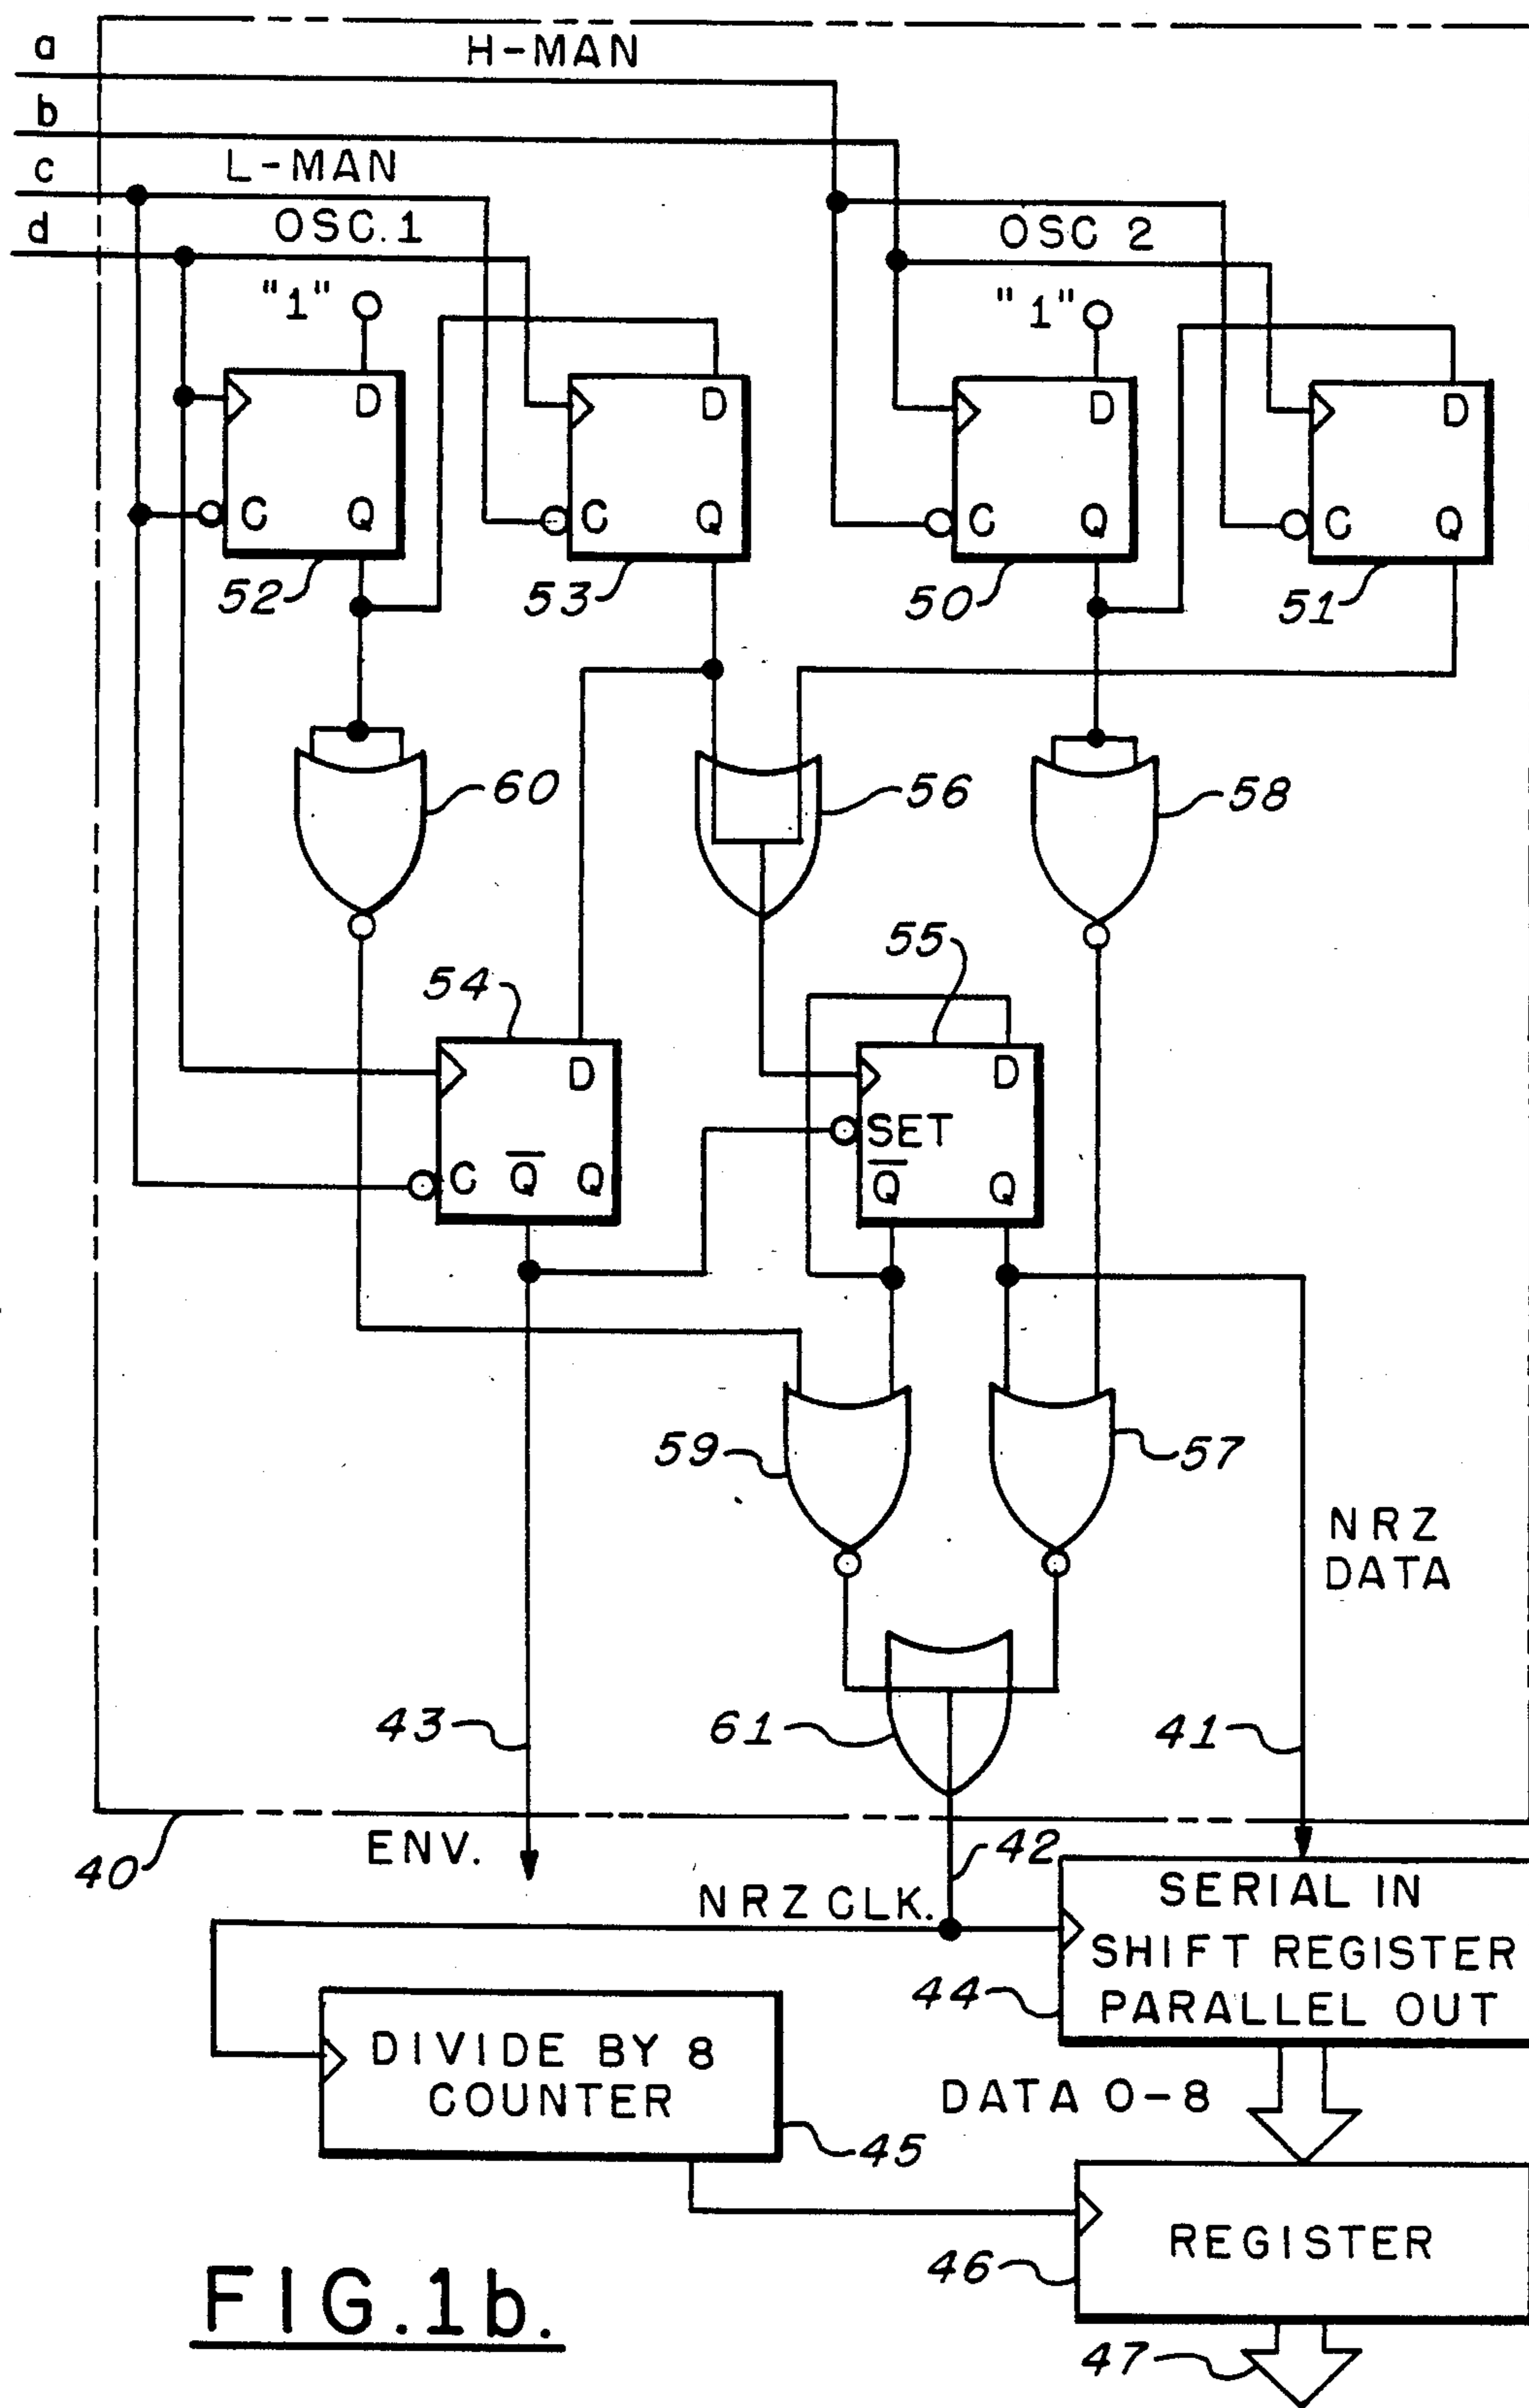 a
H-MAN
b
c
L-MAN
d
OSC. 1
OSC 2
"1"
"1"
D
D
D
D
C
Q
C
Q
C
Q
C
Q
52
53
50
51
60
56
58
54
55
D
D
SET
C
Q
Q
Q
Q
59
57
NRZ
DATA
43
61
41
40
ENV.
42
NRZ CLK.
SERIAL IN
SHIFT REGISTER
PARALLEL OUT
44
DIVIDE BY 8
COUNTER
DATA 0-8
45
REGISTER
46
FIG.1b.
47